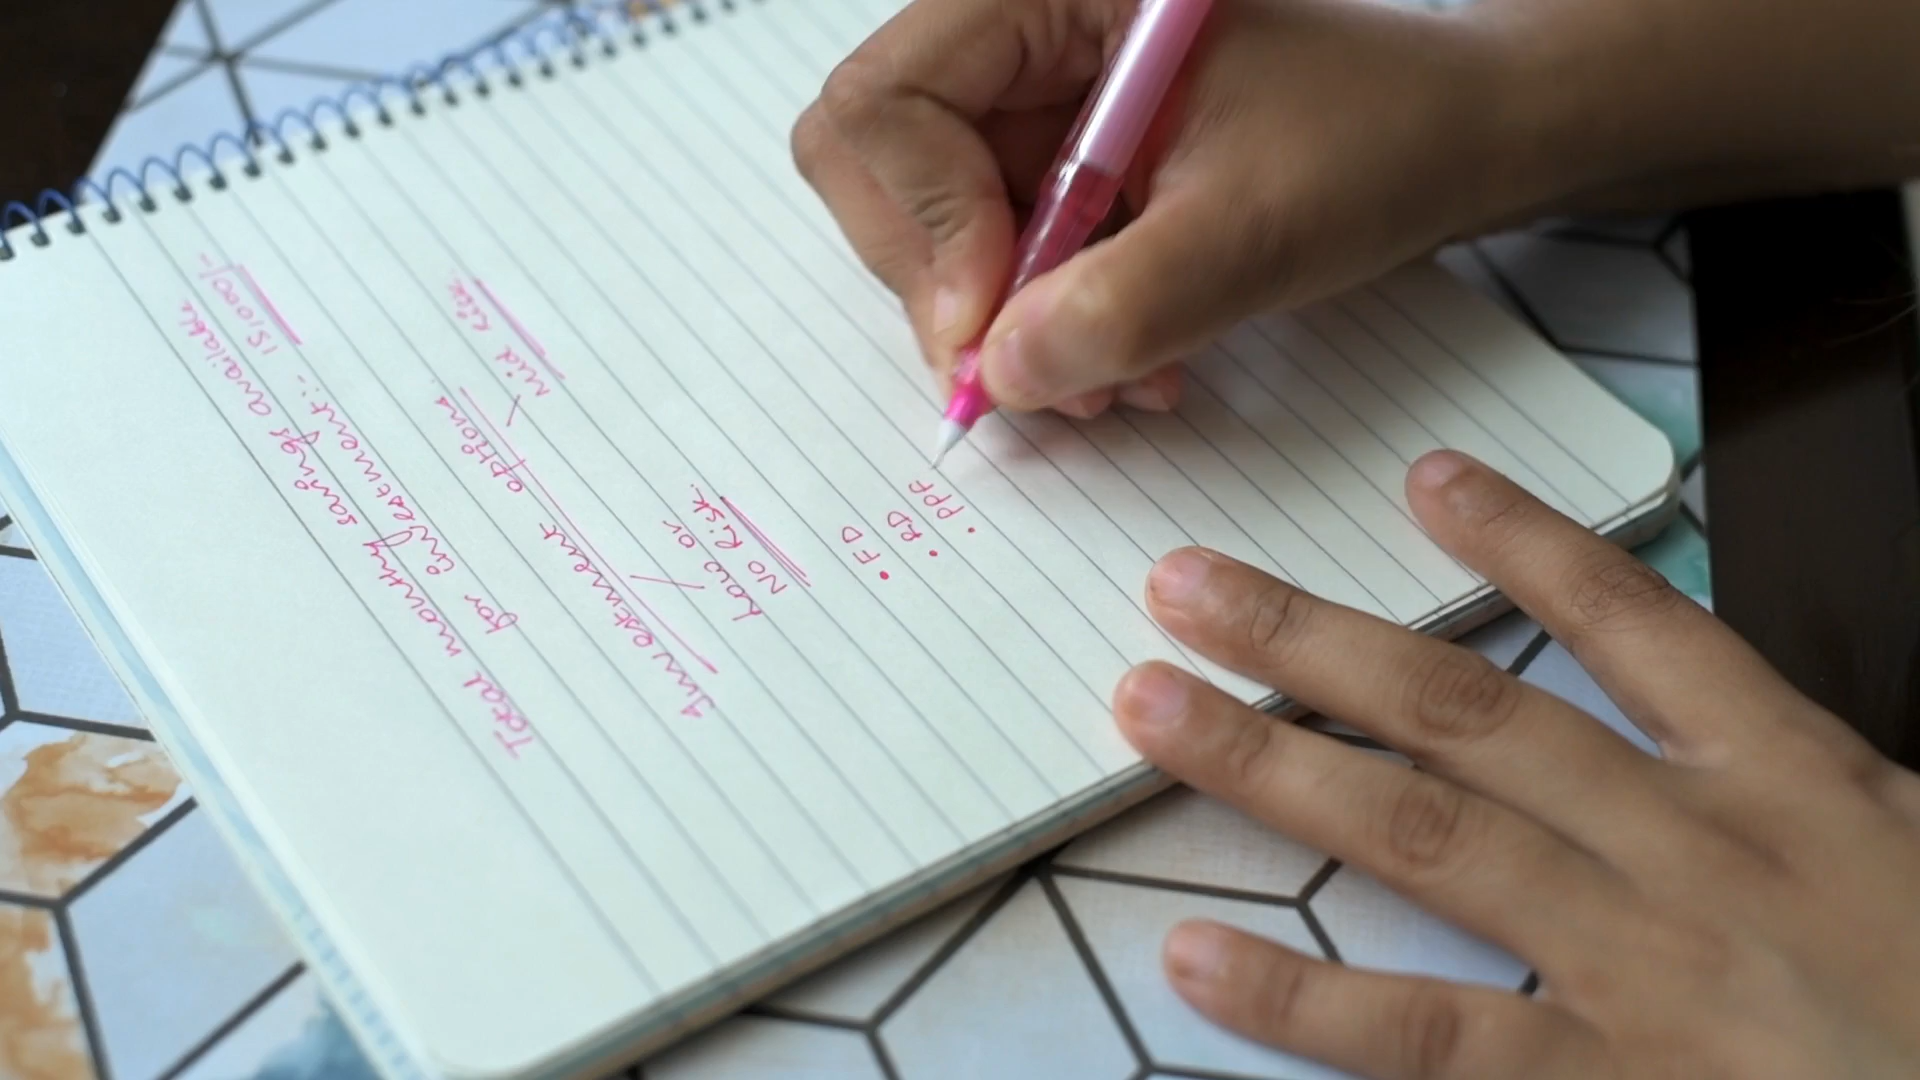 Total monthly savings available
for investment:- 15,000/-
Investment options
Low or
No Risk.
Mid risk.
• FD
• RD
• PPF